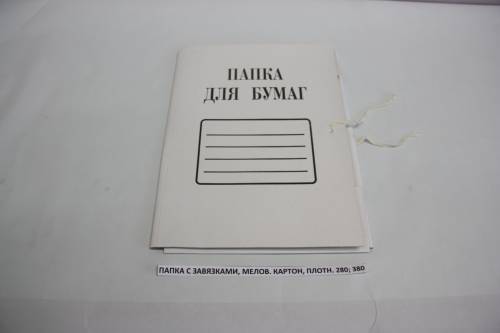 ПАПКА
ДЛЯ БУМАГ
ПАПКА С ЗАВЯЗКАМИ, МЕЛОВ. КАРТОН, ПЛОТН. 280; 380